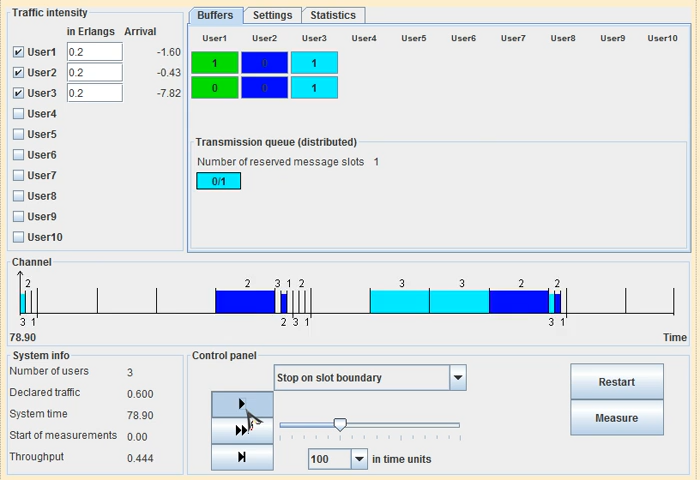 Traffic intensity
in Erlangs Arrival
User1 0.2 -1.60
User2 0.2 -0.43
User3 0.2 -7.82
User4
User5
User6
User7
User8
User9
User10
Buffers Settings Statistics
User1 User2 User3 User4 User5 User6 User7 User8 User9 User10
1 0 1
0 0 1
Transmission queue (distributed)
Number of reserved message slots 1
0/1
Channel
2 2 3 1 2 3 3 2 2
3 1 2 3 1 3 1
78.90 Time
System info
Number of users 3
Declared traffic 0.600
System time 78.90
Start of measurements 0.00
Throughput 0.444
Control panel
Stop on slot boundary
100 in time units
Restart
Measure